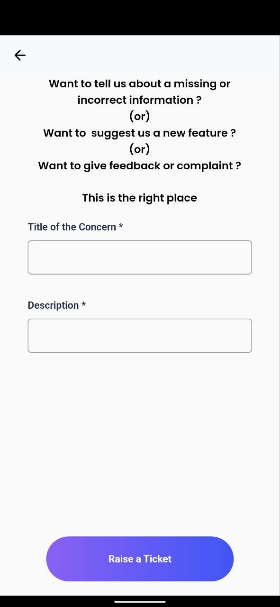 Want to tell us about a missing or
incorrect information ?
(or)
Want to suggest us a new feature ?
(or)
Want to give feedback or complaint ?
This is the right place
Title of the Concern *
Description *
Raise a Ticket